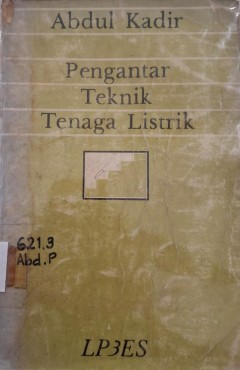 Abdul Kadir
Pengantar
Teknik
Tenaga Listrik
621.3
Abd.P
LP3ES